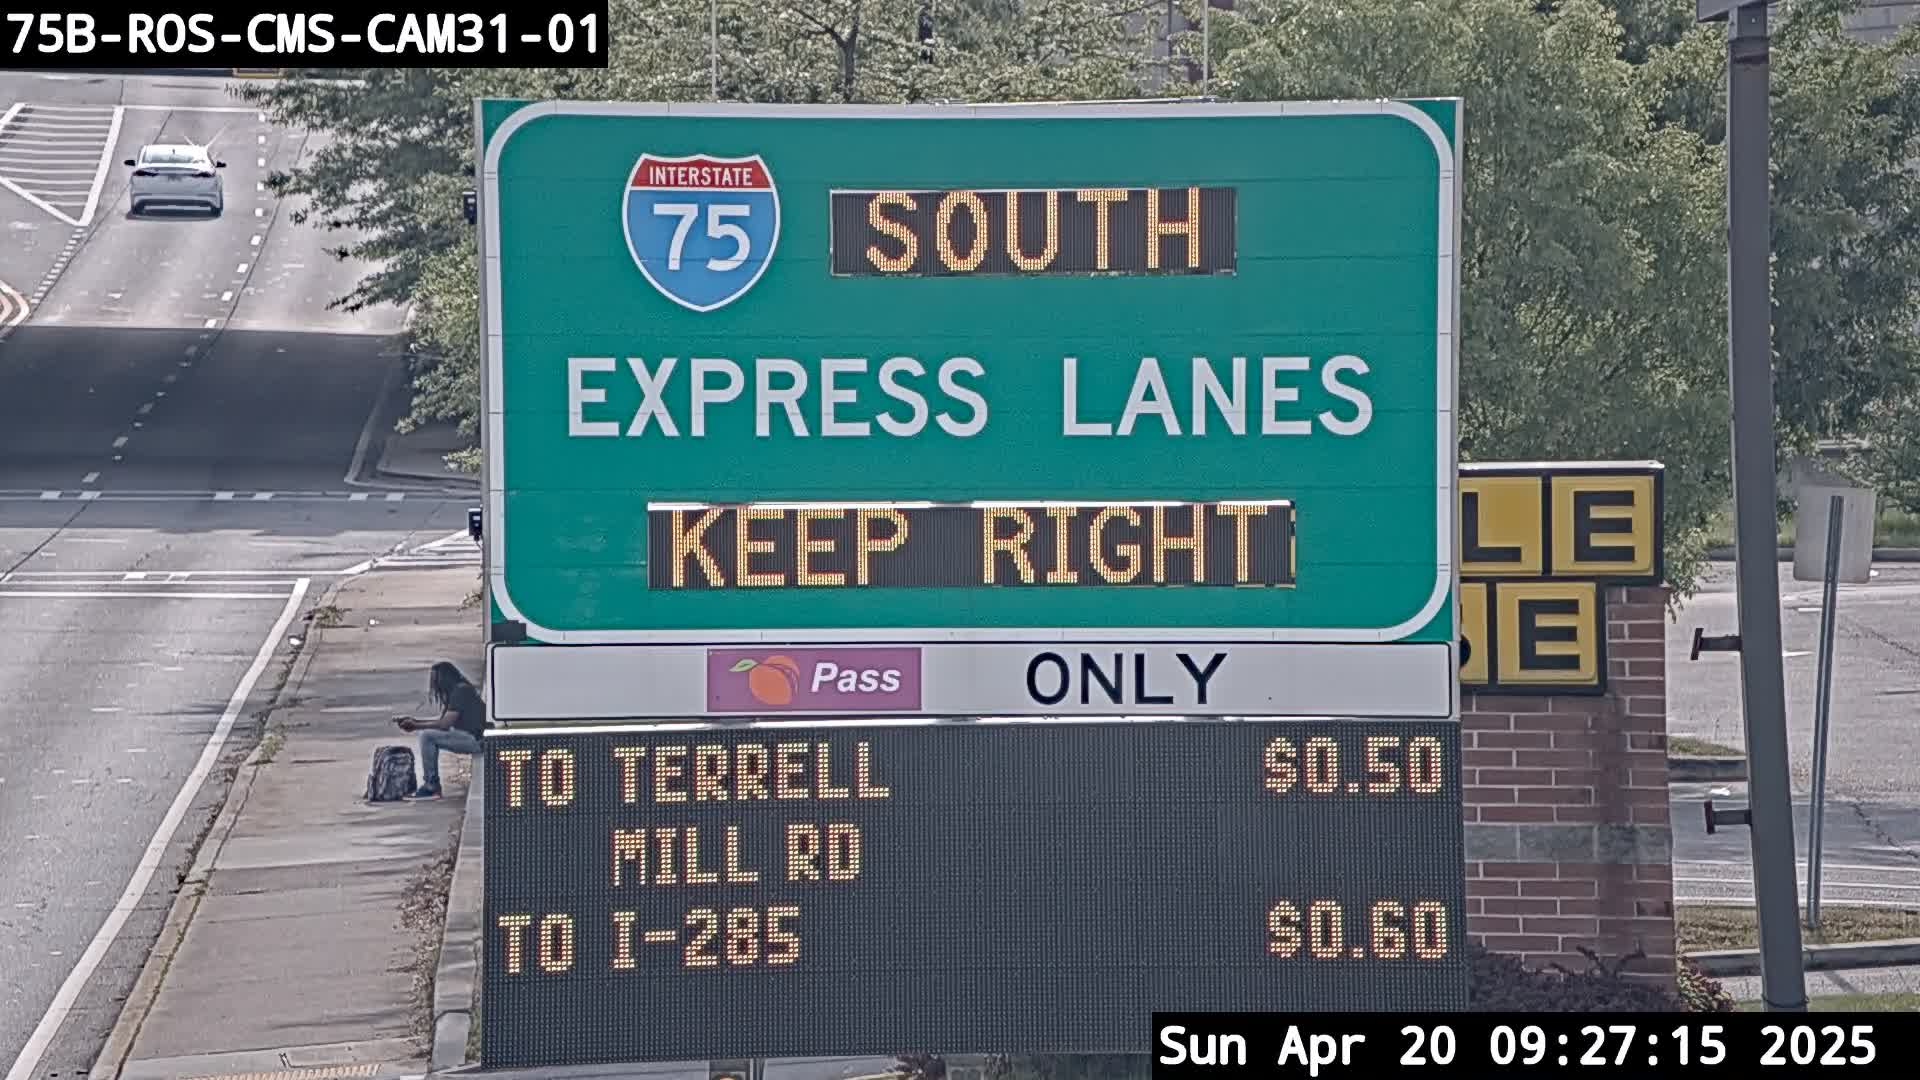 75B-ROS-CMS-CAM31-01
INTERSTATE
75
SOUTH
EXPRESS LANES
KEEP RIGHT
LE
E
Pass ONLY
TO TERRELL $0.50
MILL RD
TO I-285 $0.60
Sun Apr 20 09:27:15 2025